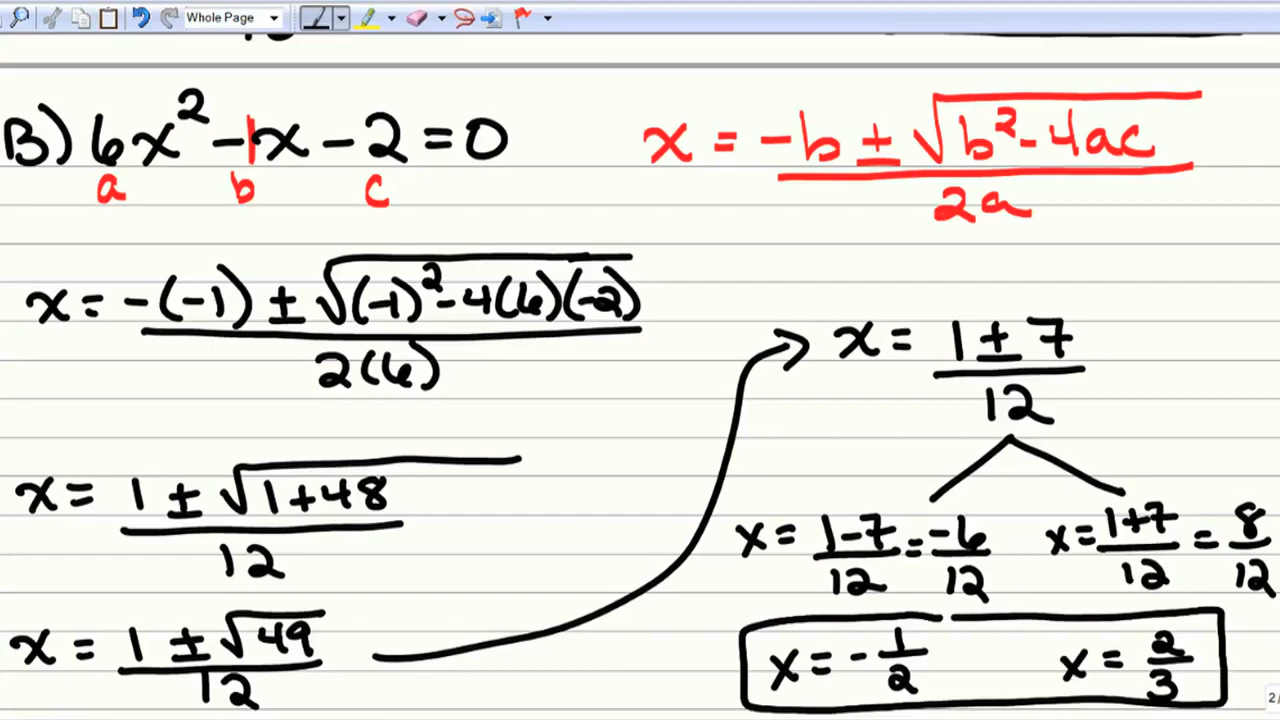 Whole Page
B) 6x² - 1x - 2 = 0
a b c
x = -b ± √(b² - 4ac) / 2a
x = -(-1) ± √((-1)² - 4(6)(-2)) / 2(6)
x = 1 ± √(1 + 48) / 12
x = 1 ± √49 / 12
x = 1 ± 7 / 12
x = 1 - 7 / 12 = -6 / 12
x = 1 + 7 / 12 = 8 / 12
x = - 1/2
x = 2/3
2/